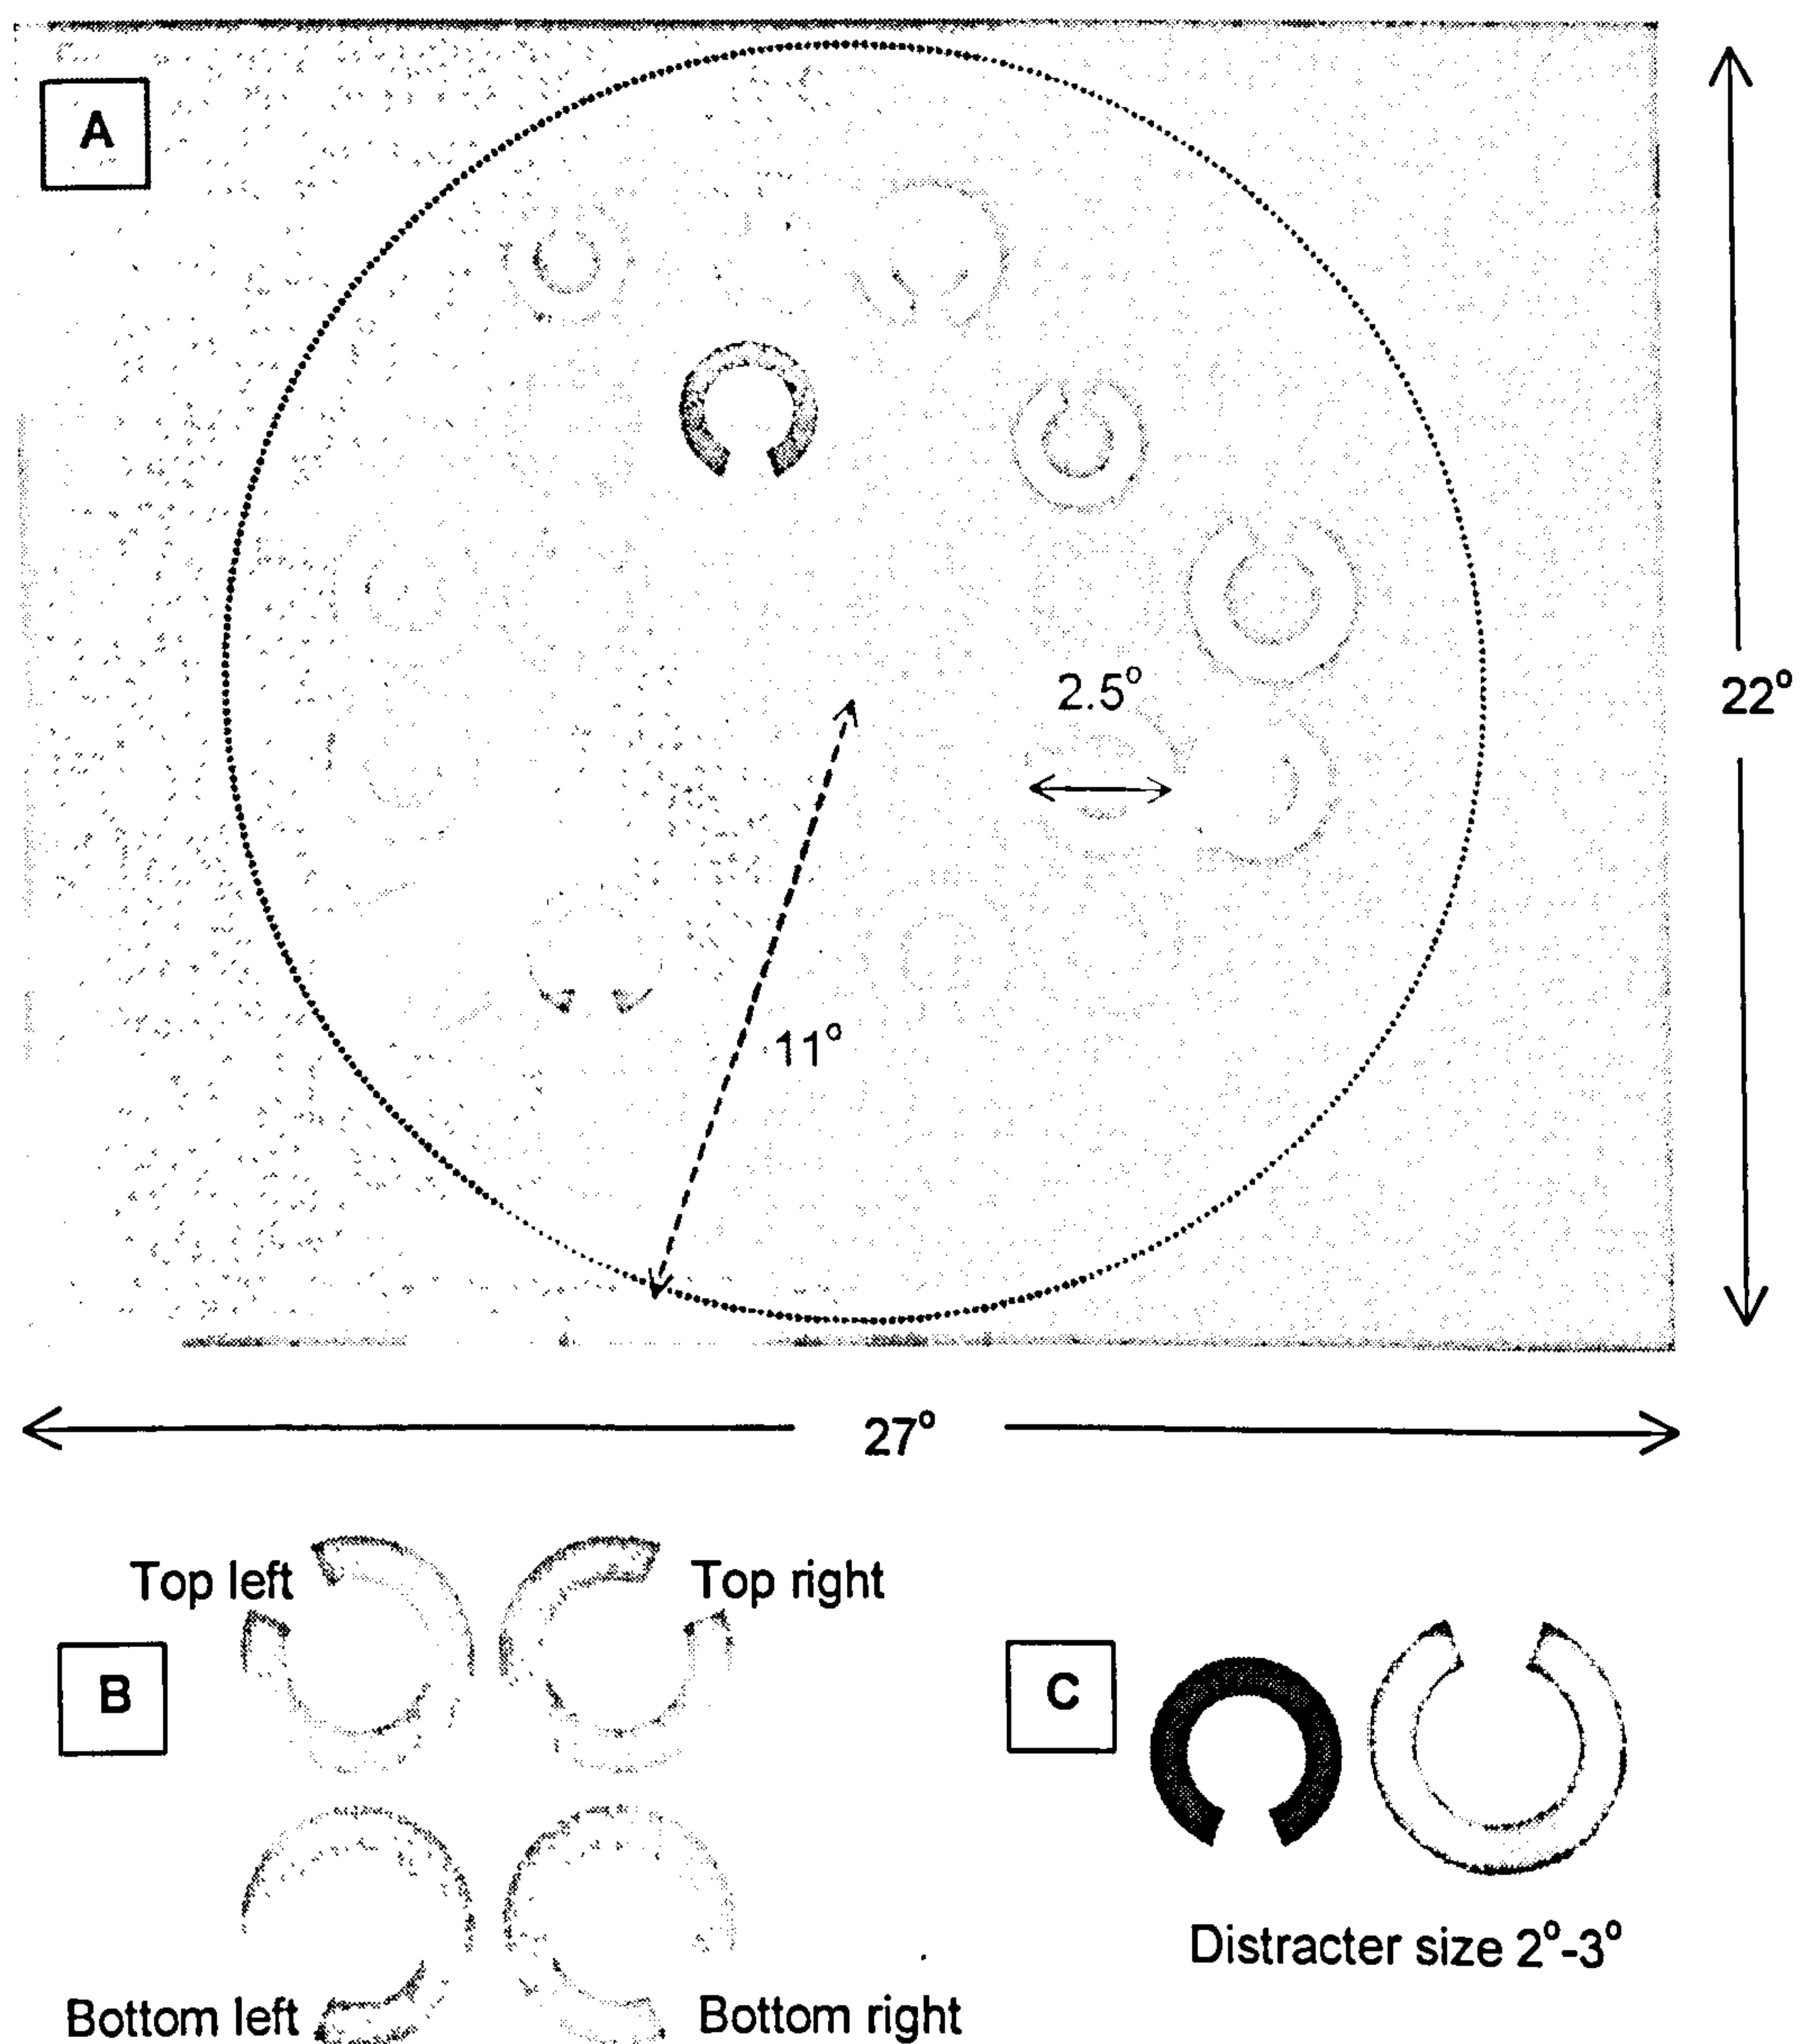 A
2.5°
22°
11°
27°
Top left
Top right
B
C
Distracter size 2°-3°
Bottom left
Bottom right